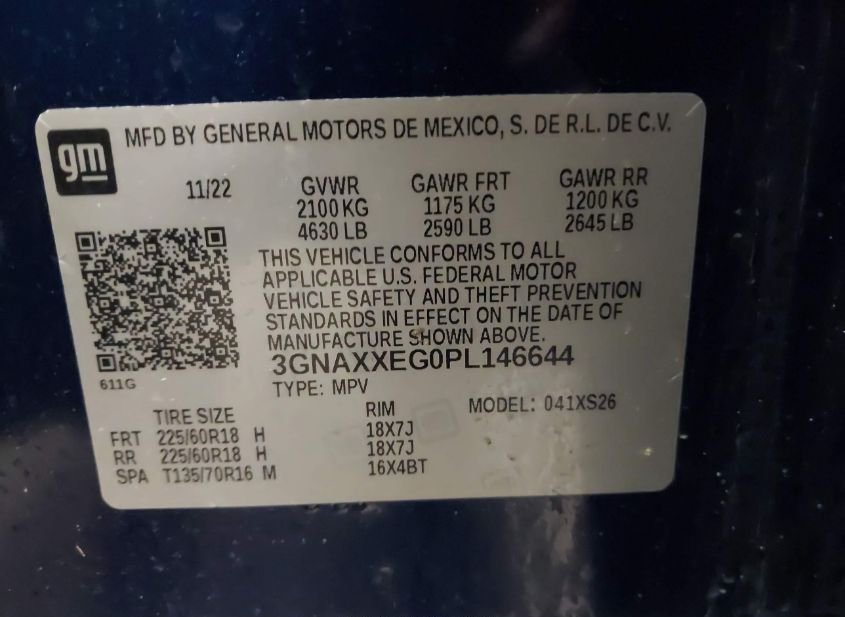 gm
MFD BY GENERAL MOTORS DE MEXICO, S. DE R.L. DE C.V.
11/22 GVWR GAWR FRT GAWR RR
2100 KG 1175 KG 1200 KG
4630 LB 2590 LB 2645 LB
THIS VEHICLE CONFORMS TO ALL
APPLICABLE U.S. FEDERAL MOTOR
VEHICLE SAFETY AND THEFT PREVENTION
STANDARDS IN EFFECT ON THE DATE OF
MANUFACTURE SHOWN ABOVE.
3GNAXXEG0PL146644
611G
TYPE: MPV
TIRE SIZE RIM MODEL: 041XS26
FRT 225/60R18 H 18X7J
RR 225/60R18 H 18X7J
SPA T135/70R16 M 16X4BT